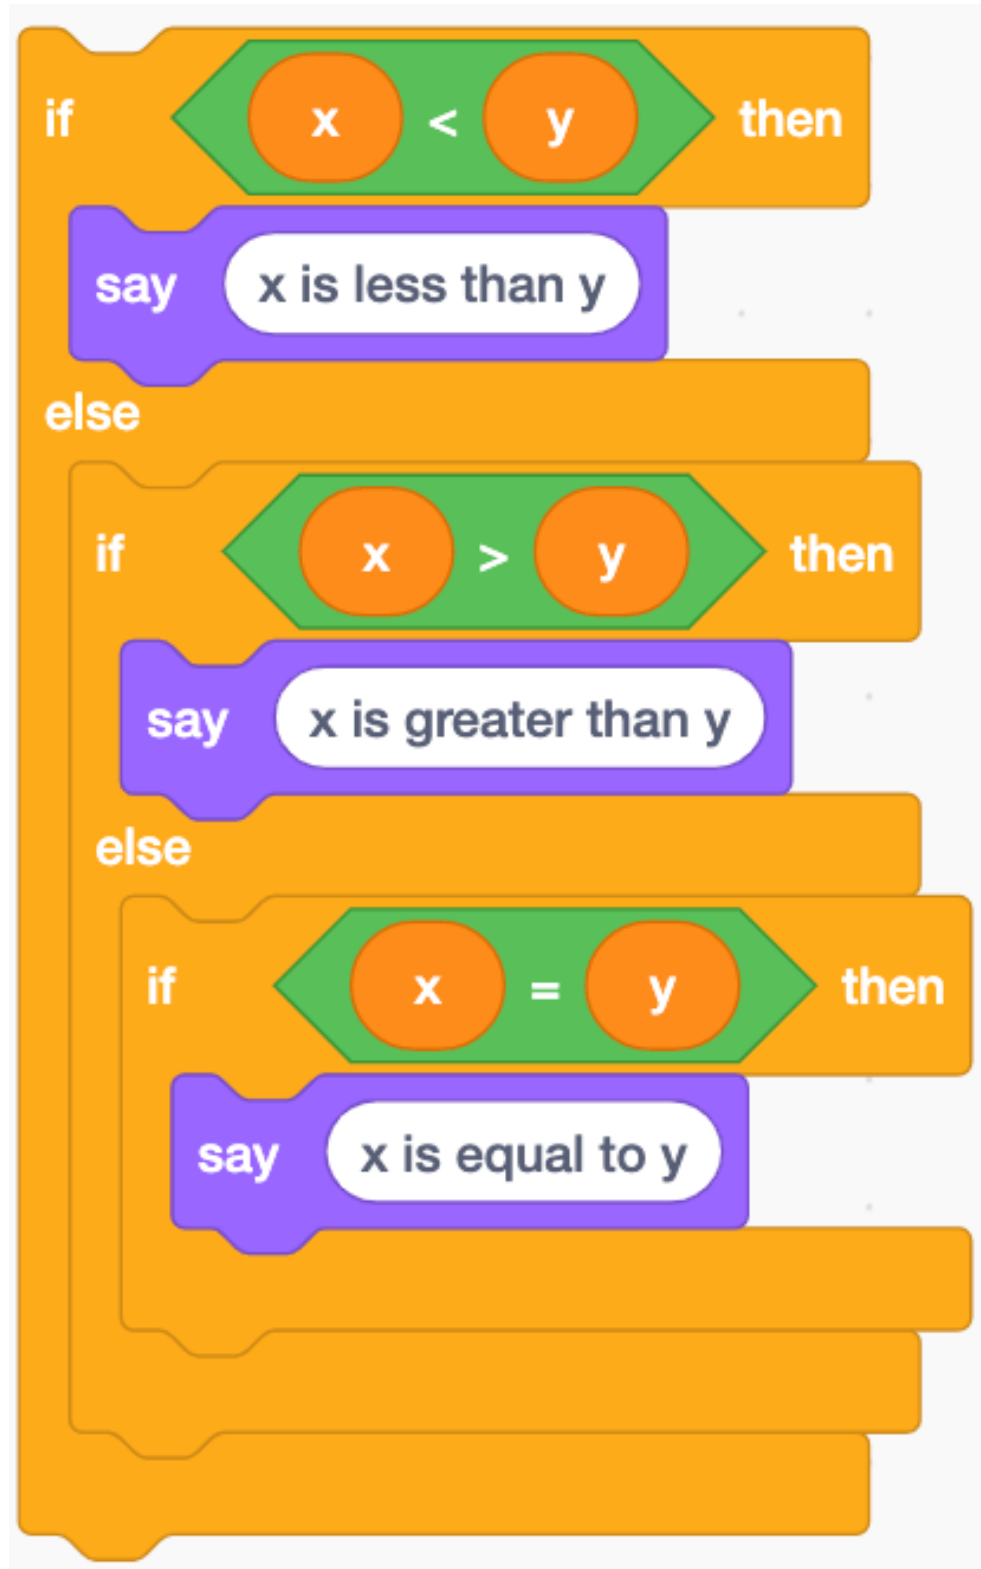 if x < y then
say x is less than y
else
if x > y then
say x is greater than y
else
if x = y then
say x is equal to y